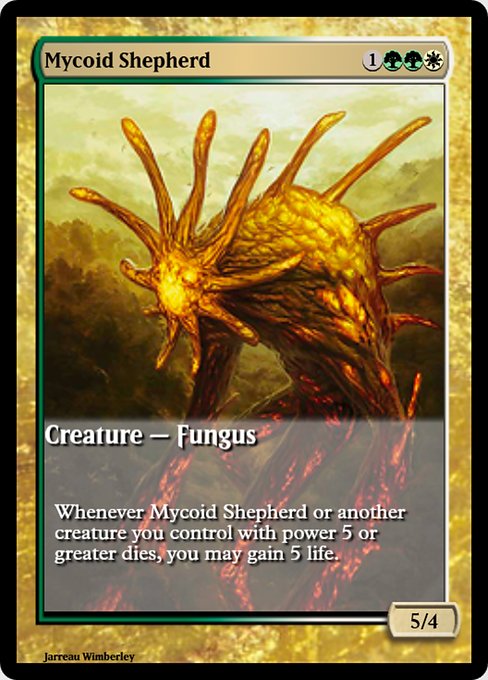 Mycoid Shepherd 1
Creature — Fungus
Whenever Mycoid Shepherd or another
creature you control with power 5 or
greater dies, you may gain 5 life.
5/4
Jarreau Wimberley